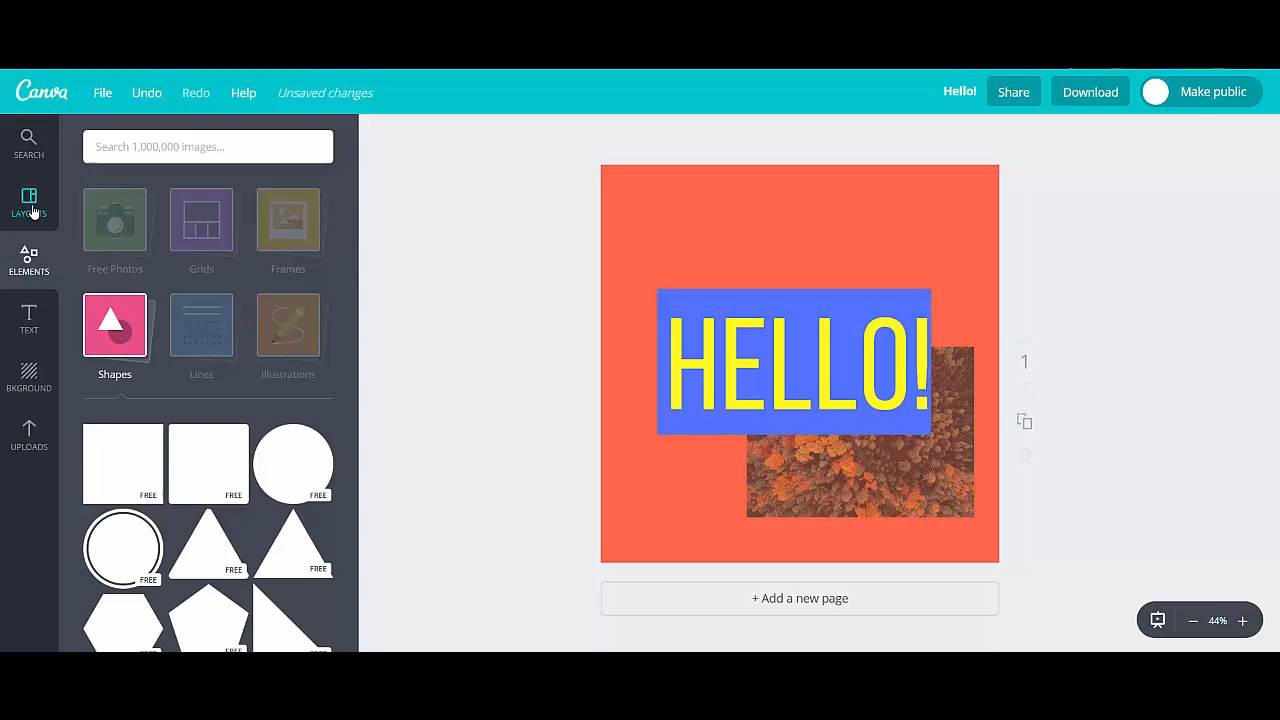 Canva
File Undo Redo Help Unsaved changes
Hello! Share Download Make public
SEARCH
LAYOUTS
ELEMENTS
TEXT
BKGROUND
UPLOADS
Search 1,000,000 images...
Free Photos Grids Frames
Shapes Lines Illustrations
FREE FREE FREE
FREE FREE FREE
HELLO!
1
+ Add a new page
44%